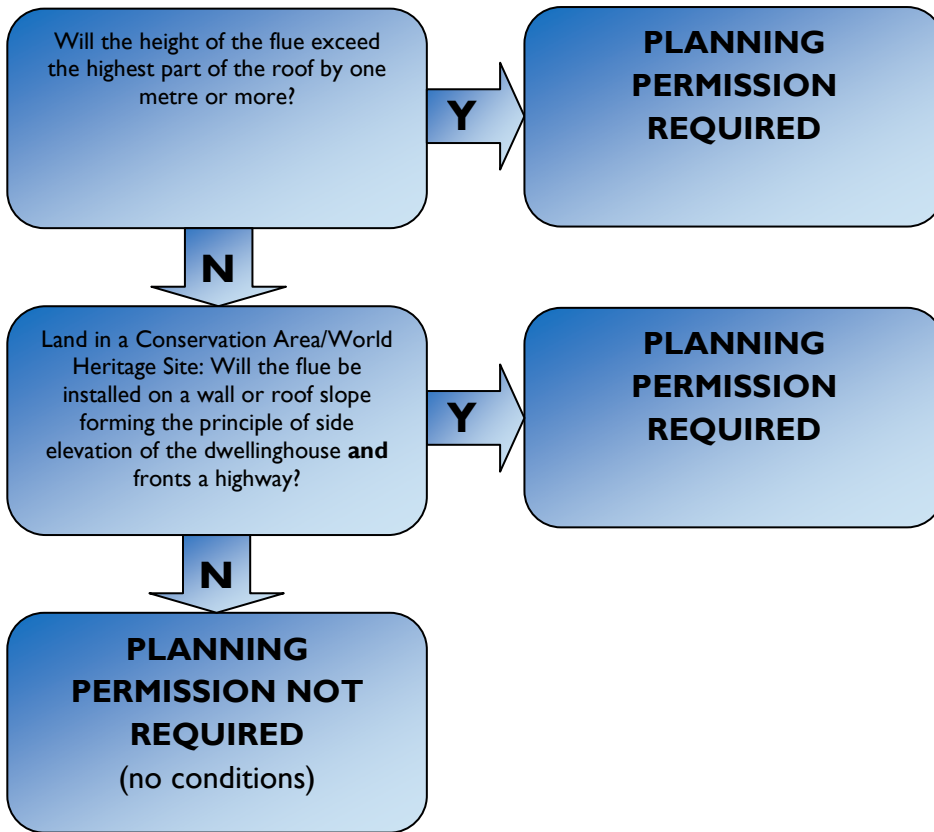 Will the height of the flue exceed
the highest part of the roof by one
metre or more?
Y
PLANNING
PERMISSION
REQUIRED
N
Land in a Conservation Area/World
Heritage Site: Will the flue be
installed on a wall or roof slope
forming the principle of side
elevation of the dwellinghouse and
fronts a highway?
Y
PLANNING
PERMISSION
REQUIRED
N
PLANNING
PERMISSION NOT
REQUIRED
(no conditions)